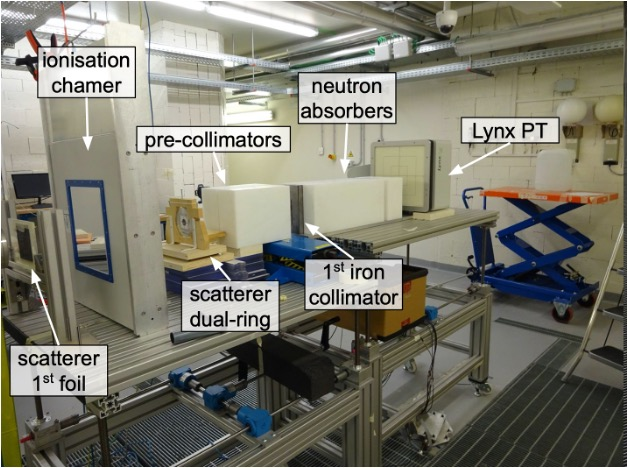 ionisation
chamer
neutron
absorbers
Lynx PT
pre-collimators
1st iron
collimator
scatterer
dual-ring
scatterer
1st foil